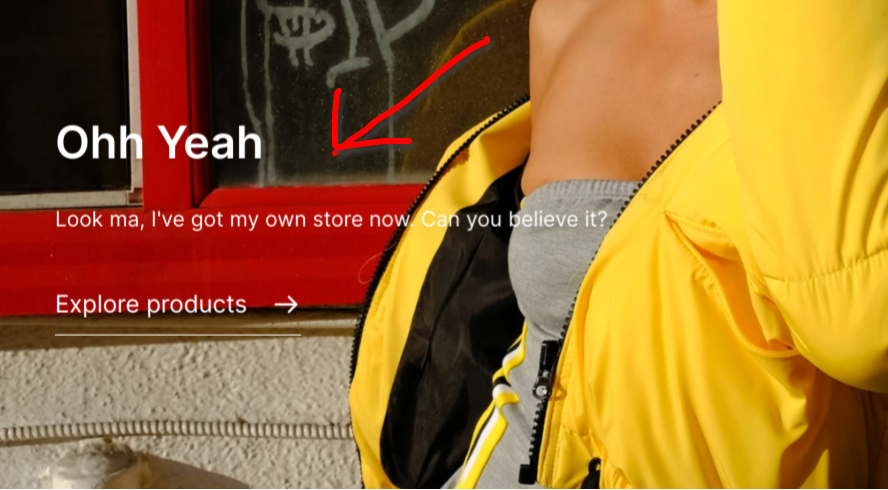 Ohh Yeah
Look ma, I've got my own store now. Can you believe it?
Explore products